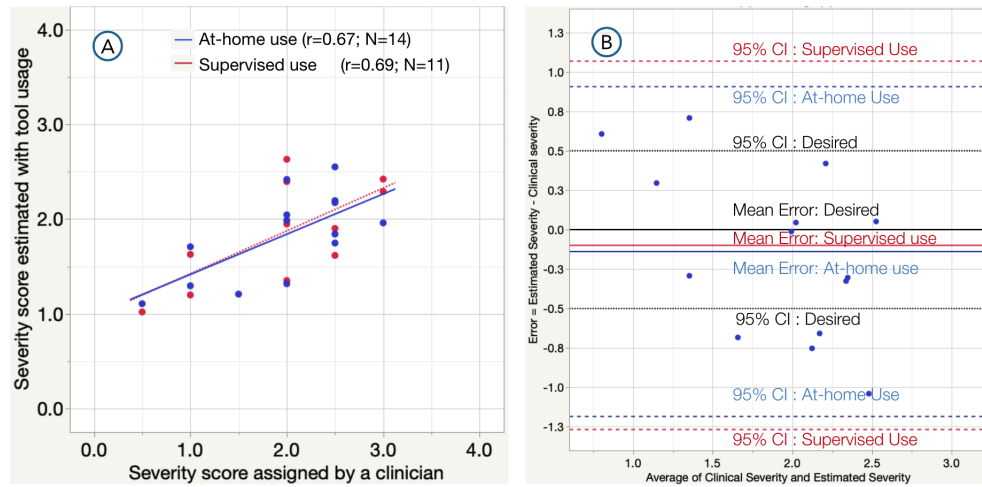 A
At-home use (r=0.67; N=14)
Supervised use (r=0.69; N=11)
4.0
3.0
2.0
1.0
0.0
0.0 1.0 2.0 3.0 4.0
Severity score estimated with tool usage
Severity score assigned by a clinician
B
1.3
1.0
0.8
0.5
0.3
0.0
-0.3
-0.5
-0.8
-1.0
-1.3
95% CI : Supervised Use
95% CI : At-home Use
95% CI : Desired
Mean Error: Desired
Mean Error: Supervised use
Mean Error: At-home use
95% CI : Desired
95% CI : At-home Use
95% CI : Supervised Use
1.0 1.5 2.0 2.5 3.0
Error = Estimated Severity - Clinical severity
Average of Clinical Severity and Estimated Severity